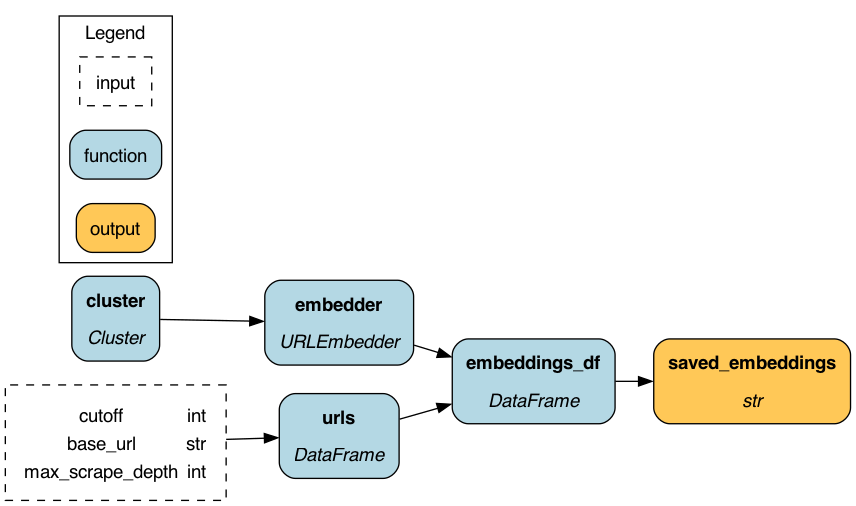 Legend
input
function
output
cluster
Cluster
embedder
URLEmbedder
embeddings_df
DataFrame
saved_embeddings
str
cutoff int
base_url str
max_scrape_depth int
urls
DataFrame